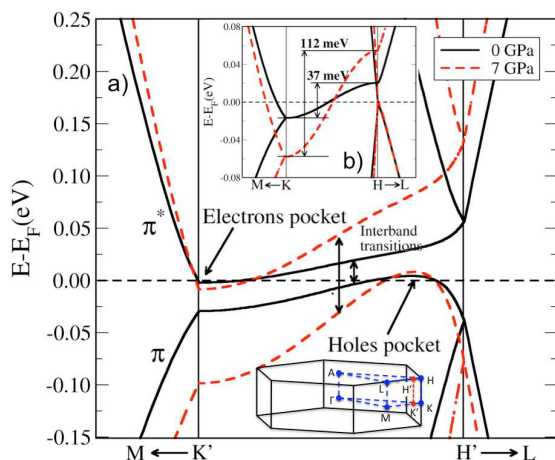 0.25
0.20
0.15
0.10
0.05
0.00
-0.05
-0.10
-0.15
E-E_F(eV)
a)
π*
π
Electrons pocket
Interband
transitions
Holes pocket
M ← K'
H' → L
0 GPa
7 GPa
0.08
0.04
0.00
-0.04
-0.08
E-E_F(eV)
112 meV
37 meV
b)
M ← K
H → L
A
L
H'
H
Γ
M
K'
K